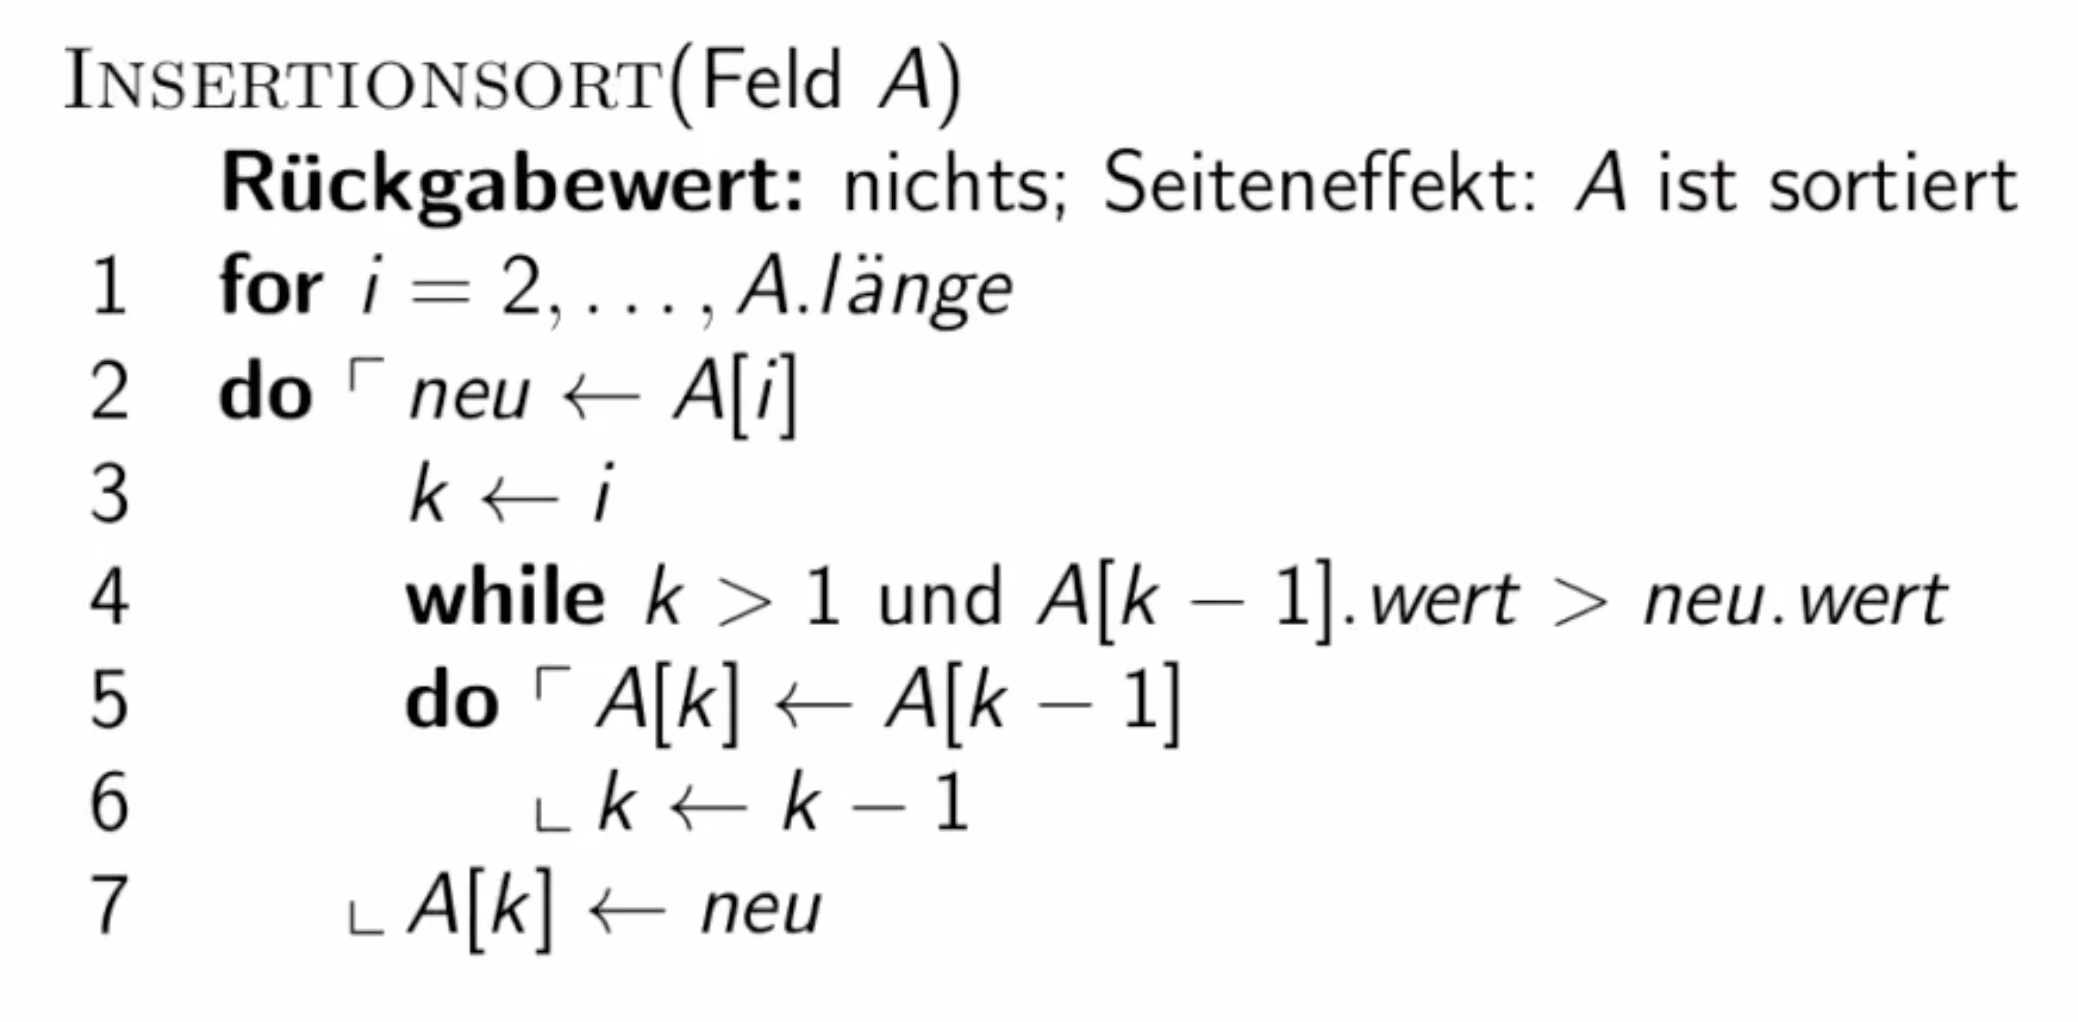 INSERTIONSORT(Feld A)
Rückgabewert: nichts; Seiteneffekt: A ist sortiert
1 for i = 2, . . . , A.länge
2 do ⌜ neu ← A[i]
3 k ← i
4 while k > 1 und A[k − 1].wert > neu.wert
5 do ⌜ A[k] ← A[k − 1]
6 ⌞ k ← k − 1
7 ⌞ A[k] ← neu